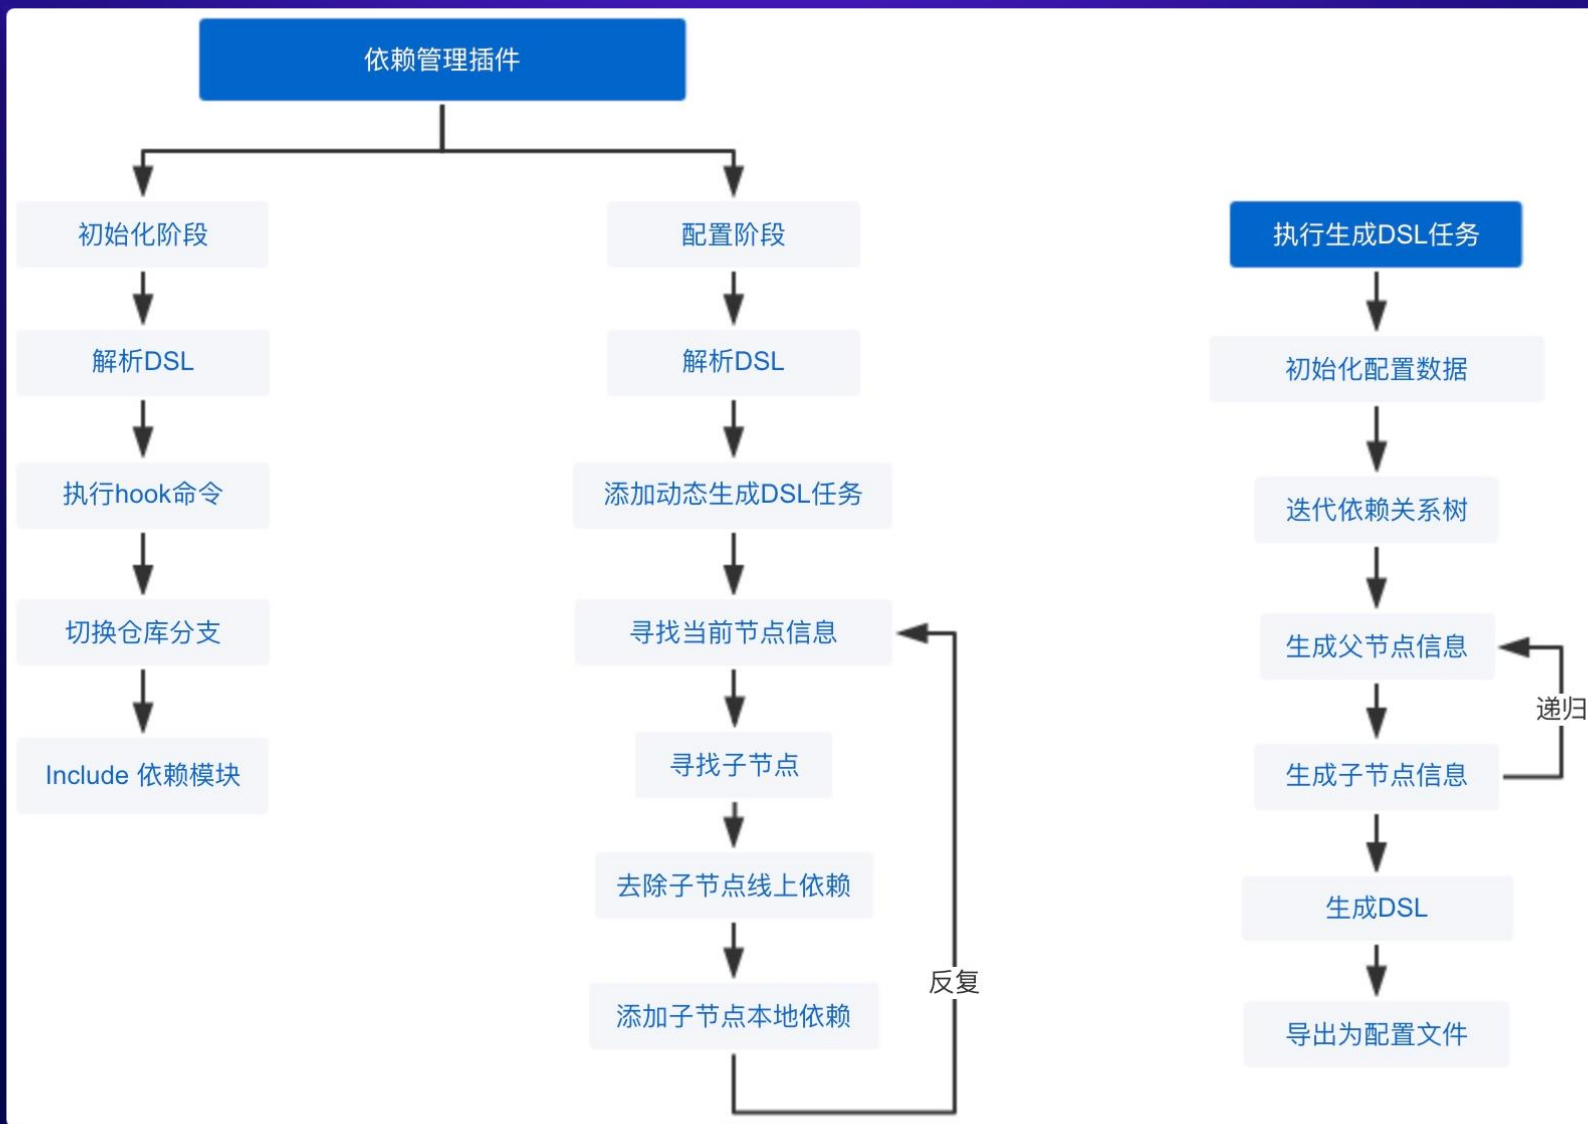 依赖管理插件
初始化阶段
解析DSL
执行hook命令
切换仓库分支
Include 依赖模块
配置阶段
解析DSL
添加动态生成DSL任务
寻找当前节点信息
寻找子节点
去除子节点线上依赖
添加子节点本地依赖
反复
执行生成DSL任务
初始化配置数据
迭代依赖关系树
生成父节点信息
递归
生成子节点信息
生成DSL
导出为配置文件